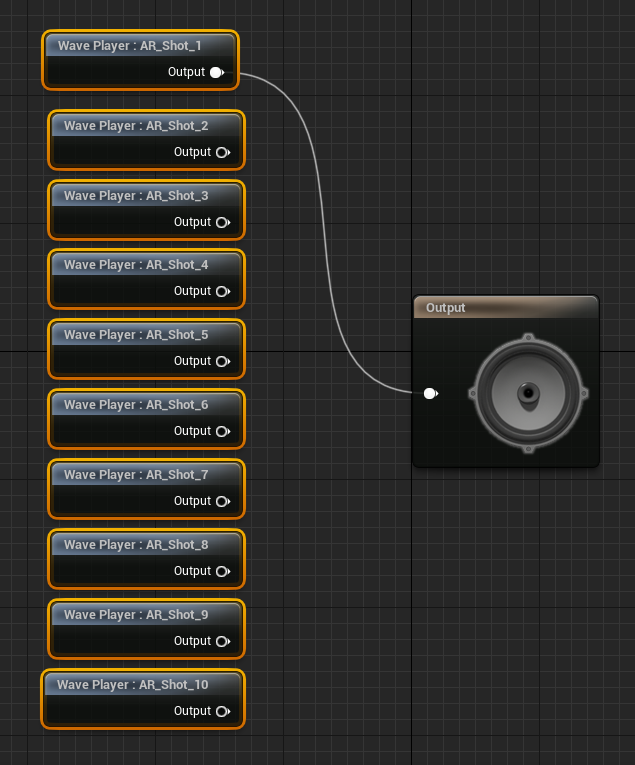 Wave Player : AR_Shot_1
Output
Wave Player : AR_Shot_2
Output
Wave Player : AR_Shot_3
Output
Wave Player : AR_Shot_4
Output
Wave Player : AR_Shot_5
Output
Wave Player : AR_Shot_6
Output
Wave Player : AR_Shot_7
Output
Wave Player : AR_Shot_8
Output
Wave Player : AR_Shot_9
Output
Wave Player : AR_Shot_10
Output
Output